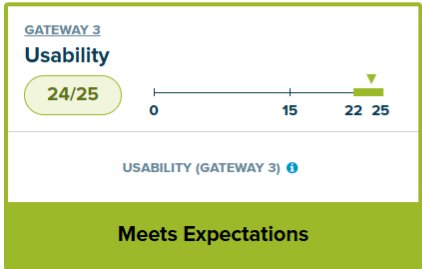 GATEWAY 3
Usability
24/25
0 15 22 25
USABILITY (GATEWAY 3) i
Meets Expectations